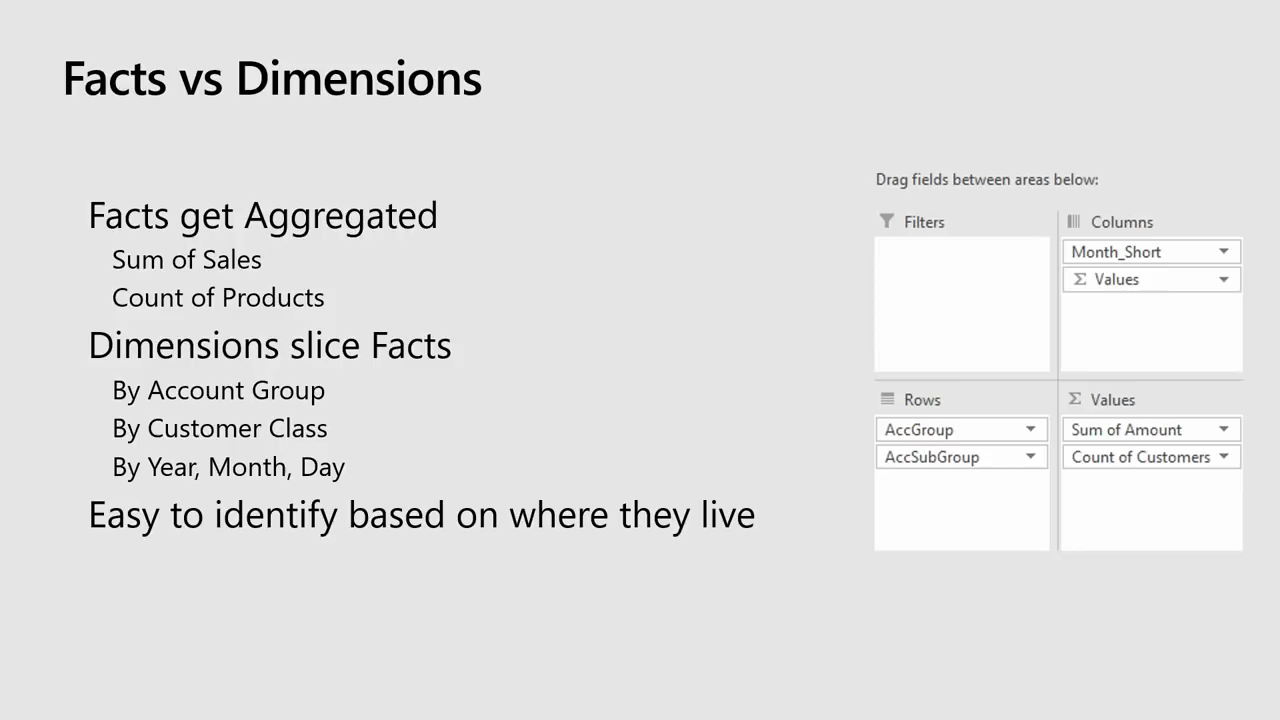 Facts vs Dimensions
Facts get Aggregated
Sum of Sales
Count of Products
Dimensions slice Facts
By Account Group
By Customer Class
By Year, Month, Day
Easy to identify based on where they live
Drag fields between areas below:
Filters
Columns
Month_Short
Σ Values
Rows
AccGroup
AccSubGroup
Σ Values
Sum of Amount
Count of Customers